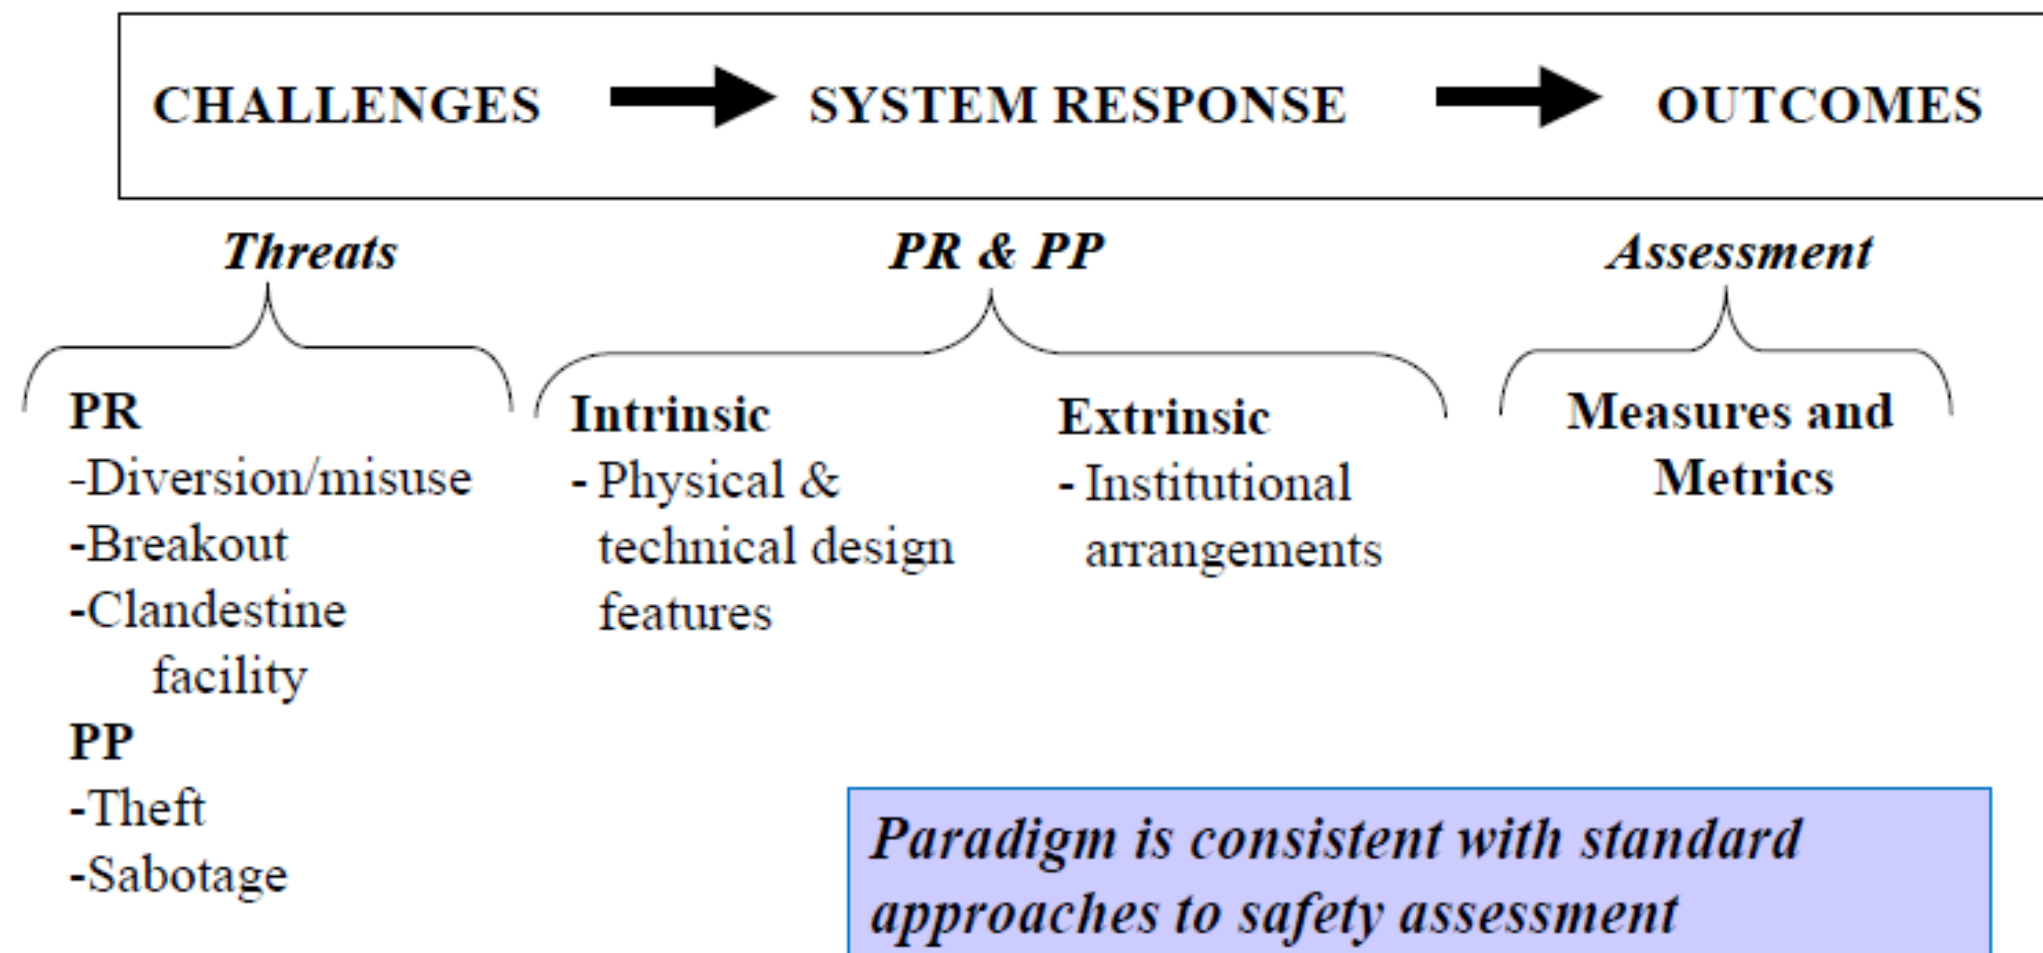 CHALLENGES SYSTEM RESPONSE OUTCOMES
Threats
PR & PP
Assessment
PR
-Diversion/misuse
-Breakout
-Clandestine
facility
PP
-Theft
-Sabotage
Intrinsic
- Physical &
technical design
features
Extrinsic
- Institutional
arrangements
Measures and
Metrics
Paradigm is consistent with standard
approaches to safety assessment